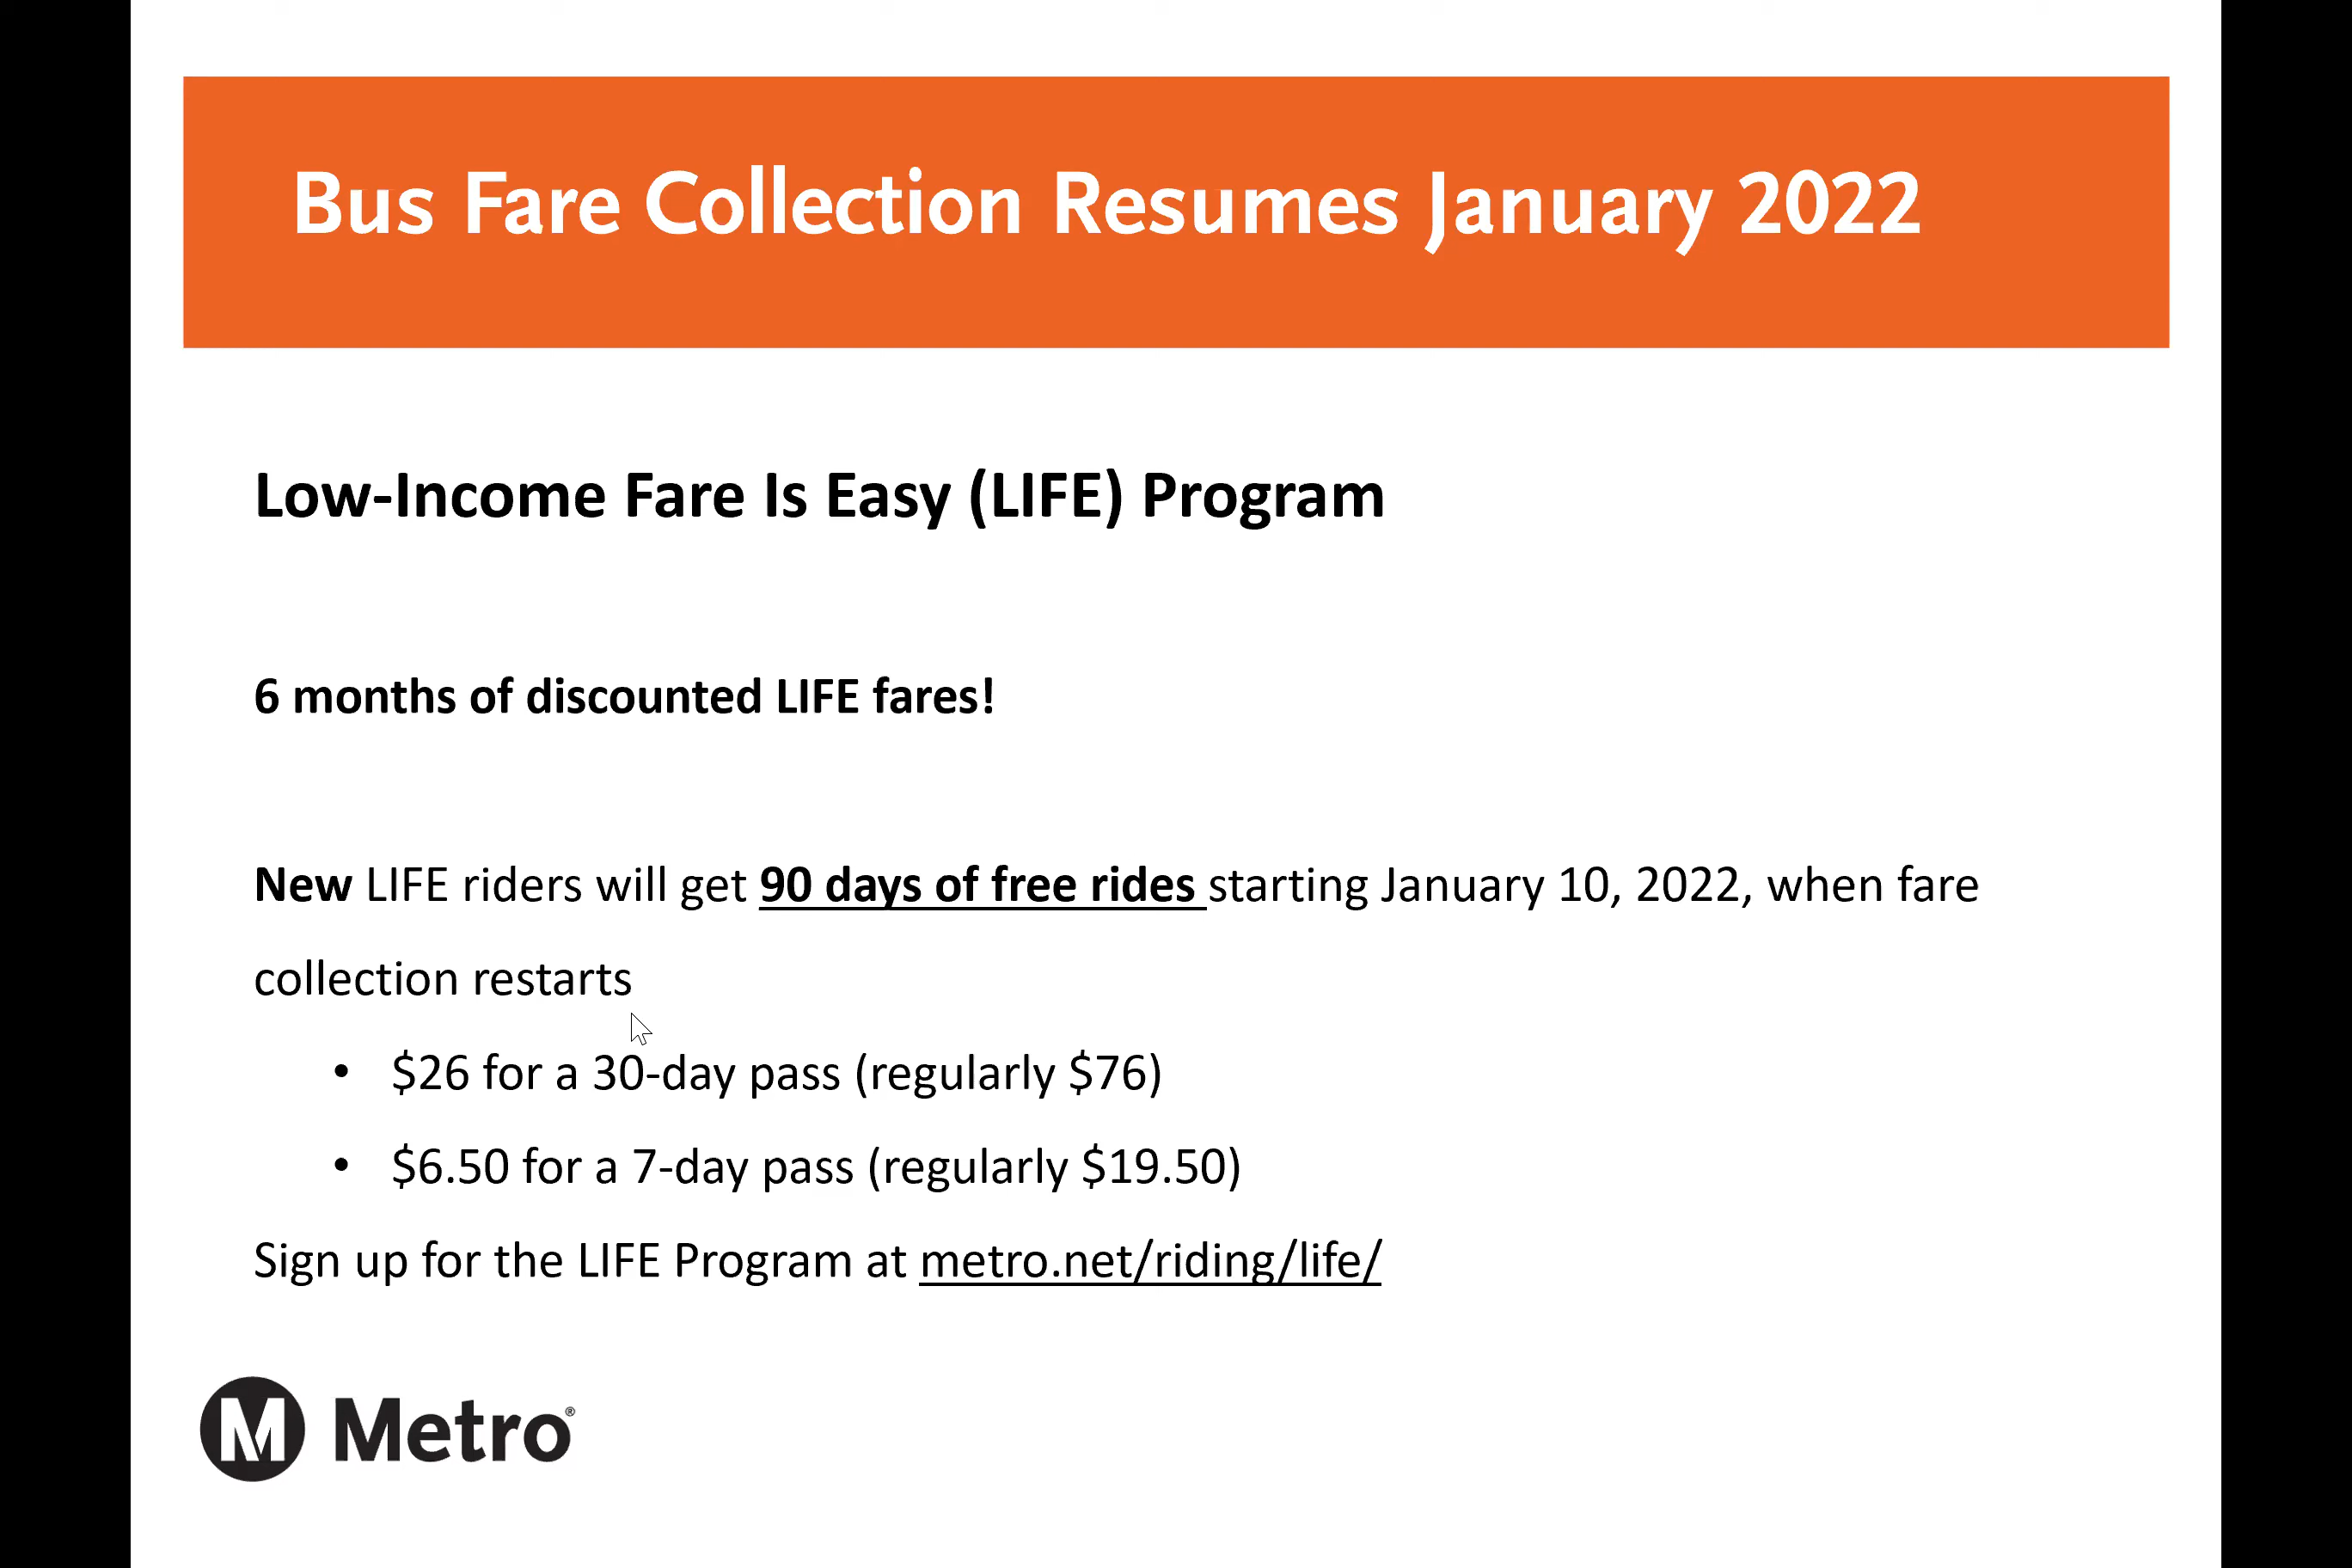 Bus Fare Collection Resumes January 2022
Low-Income Fare Is Easy (LIFE) Program
6 months of discounted LIFE fares!
New LIFE riders will get 90 days of free rides starting January 10, 2022, when fare
collection restarts
• $26 for a 30-day pass (regularly $76)
• $6.50 for a 7-day pass (regularly $19.50)
Sign up for the LIFE Program at metro.net/riding/life/
M Metro®